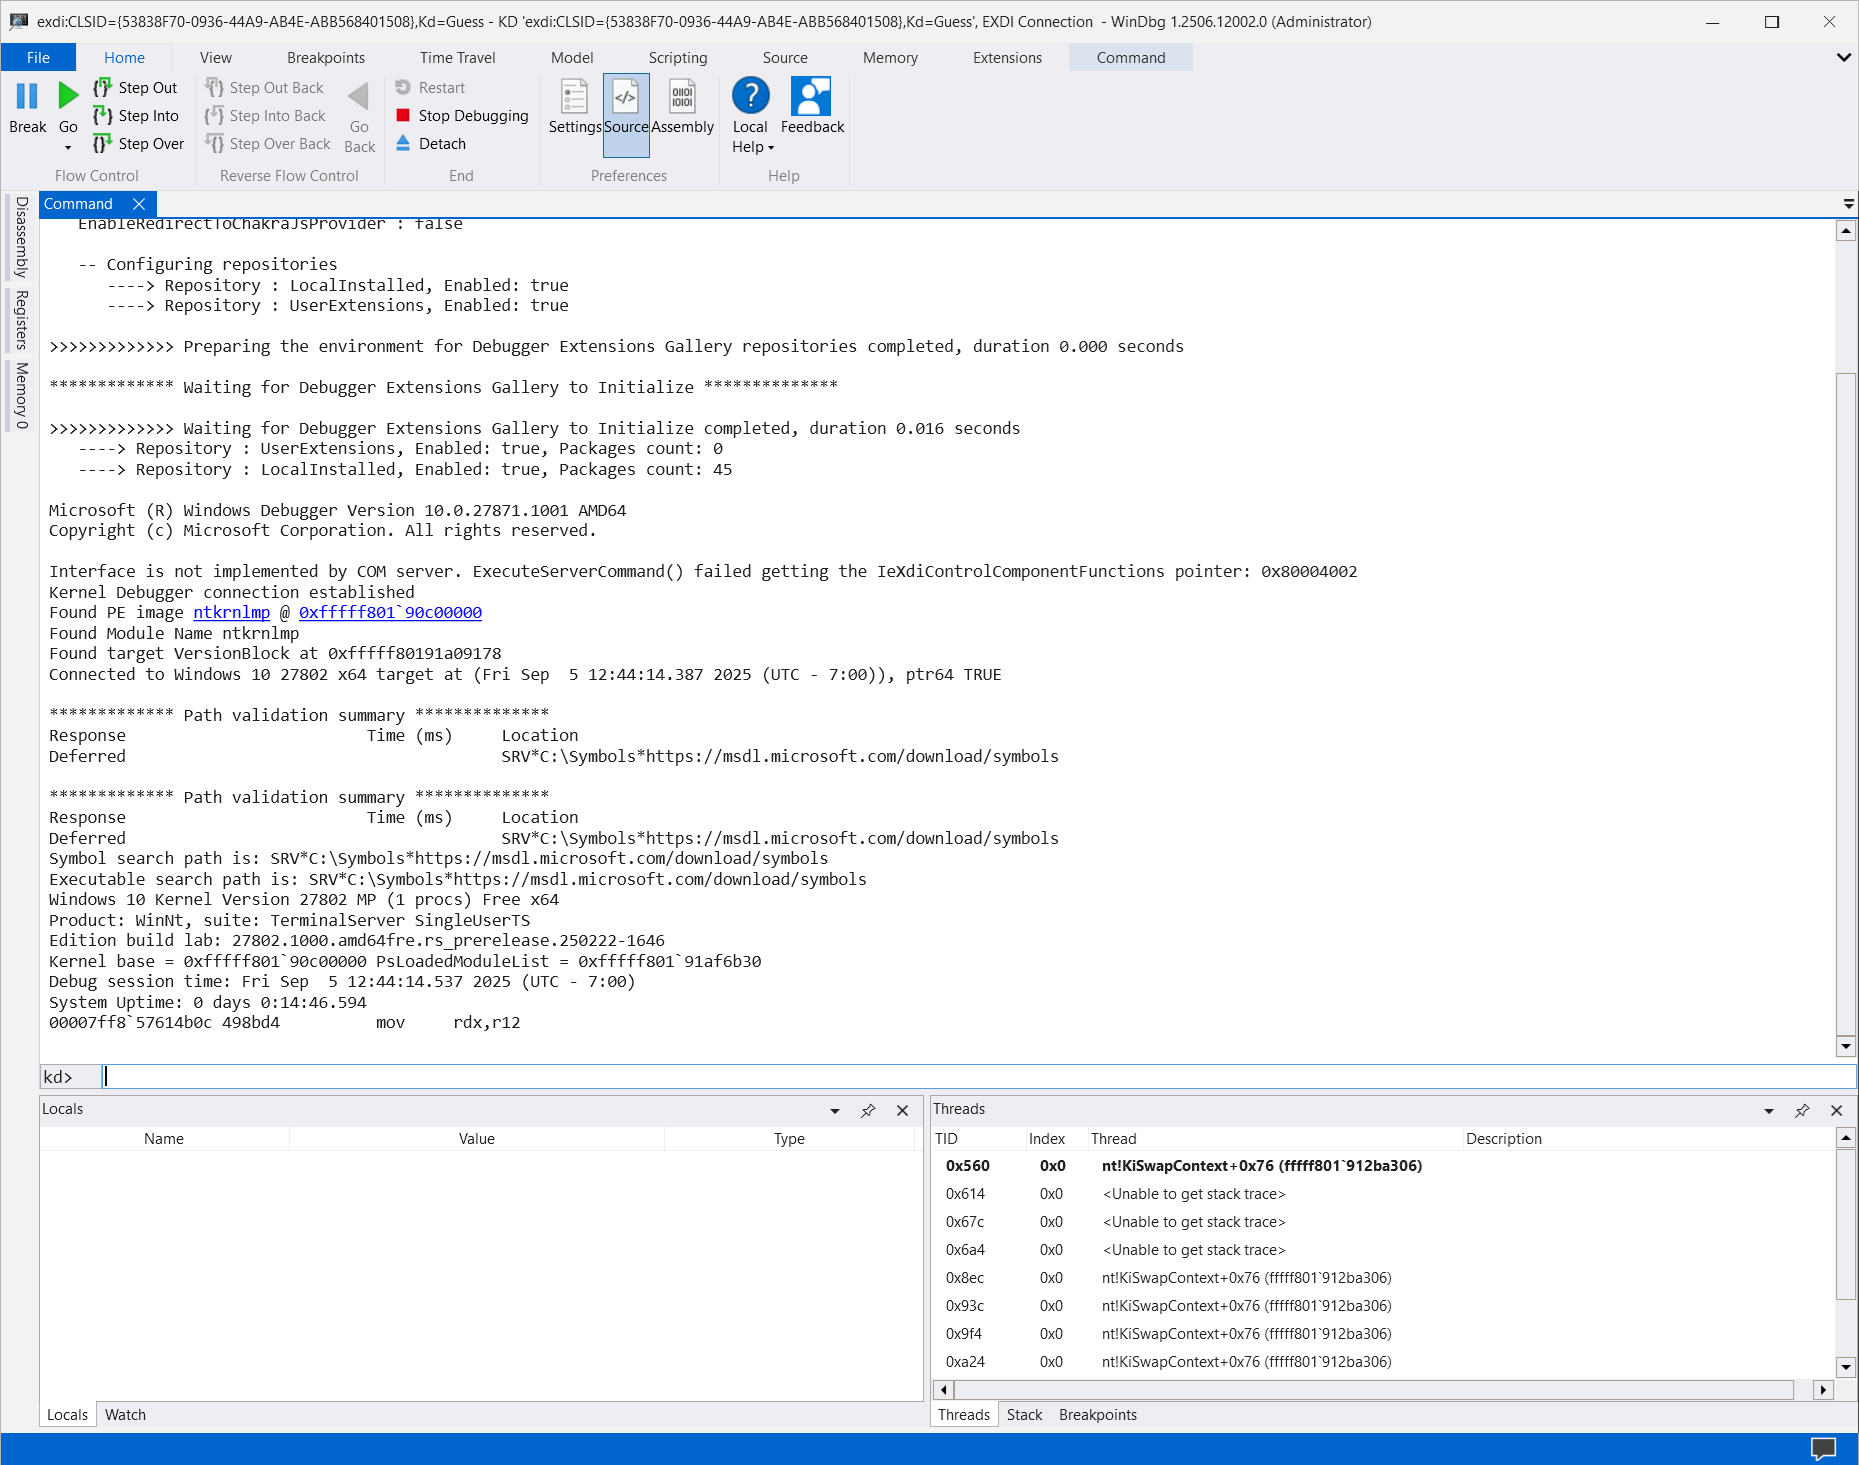 exdi:CLSID={53838F70-0936-44A9-AB4E-ABB568401508},Kd=Guess - KD 'exdi:CLSID={53838F70-0936-44A9-AB4E-ABB568401508},Kd=Guess', EXDI Connection - WinDbg 1.2506.12002.0 (Administrator)
File Home View Breakpoints Time Travel Model Scripting Source Memory Extensions Command
Break
Go
Step Out
Step Into
Step Over
Flow Control
Step Out Back
Step Into Back
Step Over Back
Go
Back
Reverse Flow Control
Restart
Stop Debugging
Detach
End
Settings
Source
Assembly
Preferences
Local
Help
Feedback
Help
Disassembly
Registers
Memory 0
Command
EnableRedirectToChakraJsProvider : false
-- Configuring repositories
----> Repository : LocalInstalled, Enabled: true
----> Repository : UserExtensions, Enabled: true
>>>>>>>>>>>>> Preparing the environment for Debugger Extensions Gallery repositories completed, duration 0.000 seconds
************* Waiting for Debugger Extensions Gallery to Initialize **************
>>>>>>>>>>>>> Waiting for Debugger Extensions Gallery to Initialize completed, duration 0.016 seconds
----> Repository : UserExtensions, Enabled: true, Packages count: 0
----> Repository : LocalInstalled, Enabled: true, Packages count: 45
Microsoft (R) Windows Debugger Version 10.0.27871.1001 AMD64
Copyright (c) Microsoft Corporation. All rights reserved.
Interface is not implemented by COM server. ExecuteServerCommand() failed getting the IeXdiControlComponentFunctions pointer: 0x80004002
Kernel Debugger connection established
Found PE image ntkrnlmp @ 0xfffff801`90c00000
Found Module Name ntkrnlmp
Found target VersionBlock at 0xfffff80191a09178
Connected to Windows 10 27802 x64 target at (Fri Sep  5 12:44:14.387 2025 (UTC - 7:00)), ptr64 TRUE
************* Path validation summary **************
Response Time (ms) Location
Deferred SRV*C:\Symbols*https://msdl.microsoft.com/download/symbols
************* Path validation summary **************
Response Time (ms) Location
Deferred SRV*C:\Symbols*https://msdl.microsoft.com/download/symbols
Symbol search path is: SRV*C:\Symbols*https://msdl.microsoft.com/download/symbols
Executable search path is: SRV*C:\Symbols*https://msdl.microsoft.com/download/symbols
Windows 10 Kernel Version 27802 MP (1 procs) Free x64
Product: WinNt, suite: TerminalServer SingleUserTS
Edition build lab: 27802.1000.amd64fre.rs_prerelease.250222-1646
Kernel base = 0xfffff801`90c00000 PsLoadedModuleList = 0xfffff801`91af6b30
Debug session time: Fri Sep  5 12:44:14.537 2025 (UTC - 7:00)
System Uptime: 0 days 0:14:46.594
00007ff8`57614b0c 498bd4 mov rdx,r12
kd>
Locals
Name Value Type
Locals Watch
Threads
TID Index Thread Description
0x560 0x0 nt!KiSwapContext+0x76 (fffff801`912ba306)
0x614 0x0 <Unable to get stack trace>
0x67c 0x0 <Unable to get stack trace>
0x6a4 0x0 <Unable to get stack trace>
0x8ec 0x0 nt!KiSwapContext+0x76 (fffff801`912ba306)
0x93c 0x0 nt!KiSwapContext+0x76 (fffff801`912ba306)
0x9f4 0x0 nt!KiSwapContext+0x76 (fffff801`912ba306)
0xa24 0x0 nt!KiSwapContext+0x76 (fffff801`912ba306)
Threads Stack Breakpoints